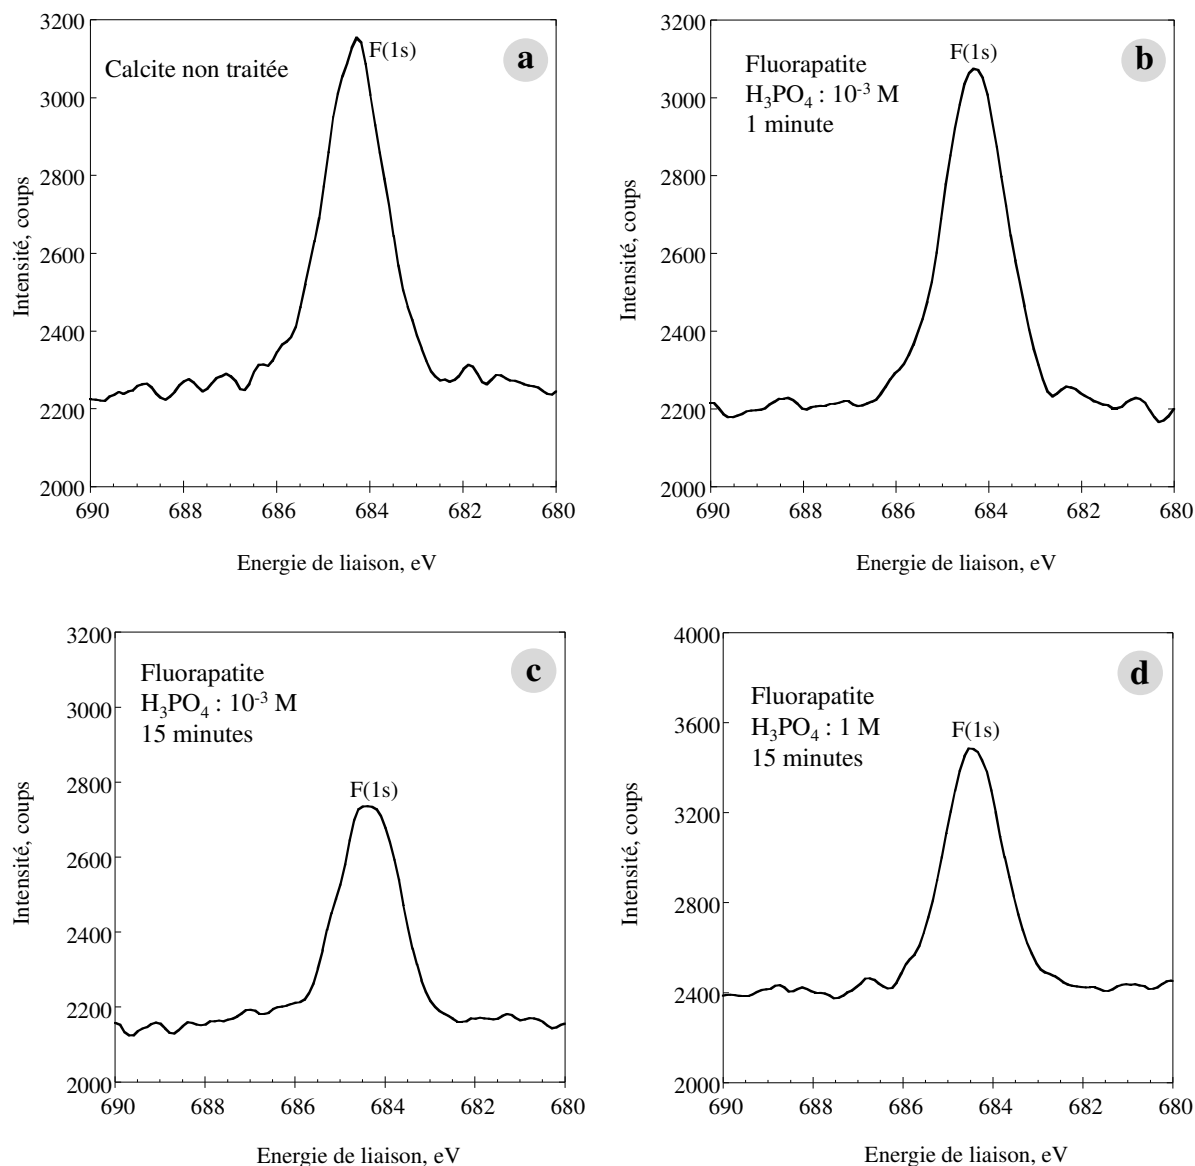 3200
3000
2800
2600
2400
2200
2000
Intensité, coups
Calcite non traitée
F(1s)
a
690
688
686
684
682
680
Energie de liaison, eV
3200
3000
2800
2600
2400
2200
2000
Intensité, coups
Fluorapatite
H₃PO₄ : 10⁻³ M
1 minute
F(1s)
b
690
688
686
684
682
680
Energie de liaison, eV
3200
3000
2800
2600
2400
2200
2000
Intensité, coups
Fluorapatite
H₃PO₄ : 10⁻³ M
15 minutes
F(1s)
c
690
688
686
684
682
680
Energie de liaison, eV
4000
3600
3200
2800
2400
2000
Intensité, coups
Fluorapatite
H₃PO₄ : 1 M
15 minutes
F(1s)
d
690
688
686
684
682
680
Energie de liaison, eV